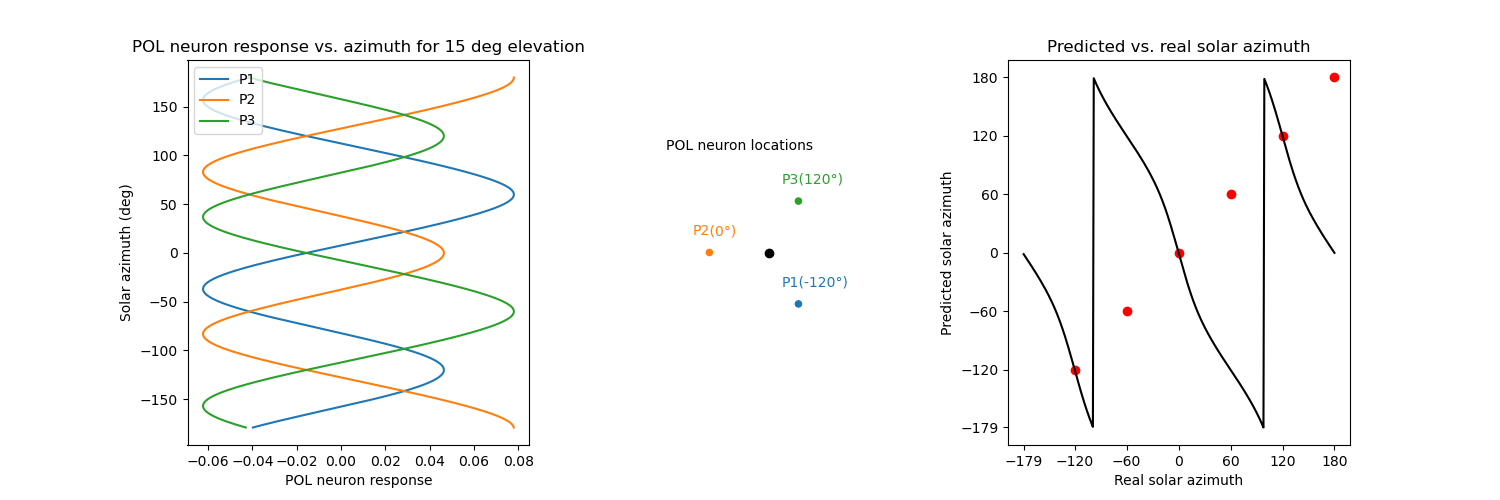 POL neuron response vs. azimuth for 15 deg elevation
P1
P2
P3
150
100
50
0
−50
−100
−150
Solar azimuth (deg)
−0.06 −0.04 −0.02 0.00 0.02 0.04 0.06 0.08
POL neuron response
POL neuron locations
P3(120°)
P2(0°)
P1(-120°)
Predicted vs. real solar azimuth
180
120
60
0
−60
−120
−179
Predicted solar azimuth
−179 −120 −60 0 60 120 180
Real solar azimuth